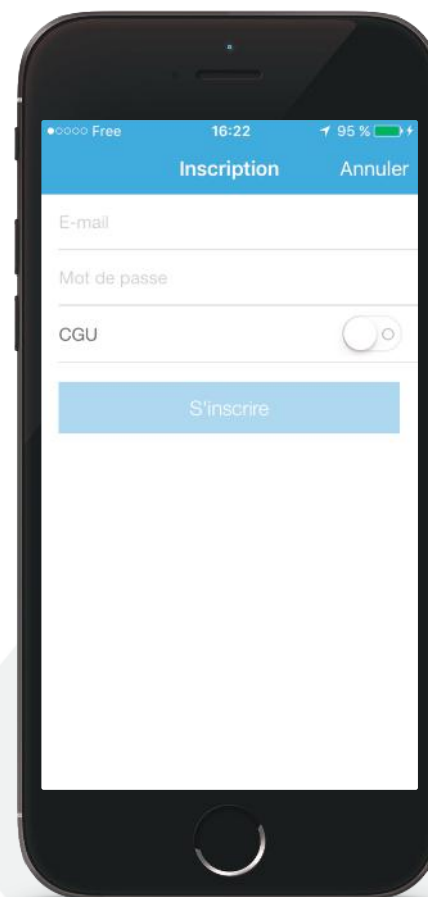 Free 16:22 95 %
Inscription Annuler
E-mail
Mot de passe
CGU
S'inscrire